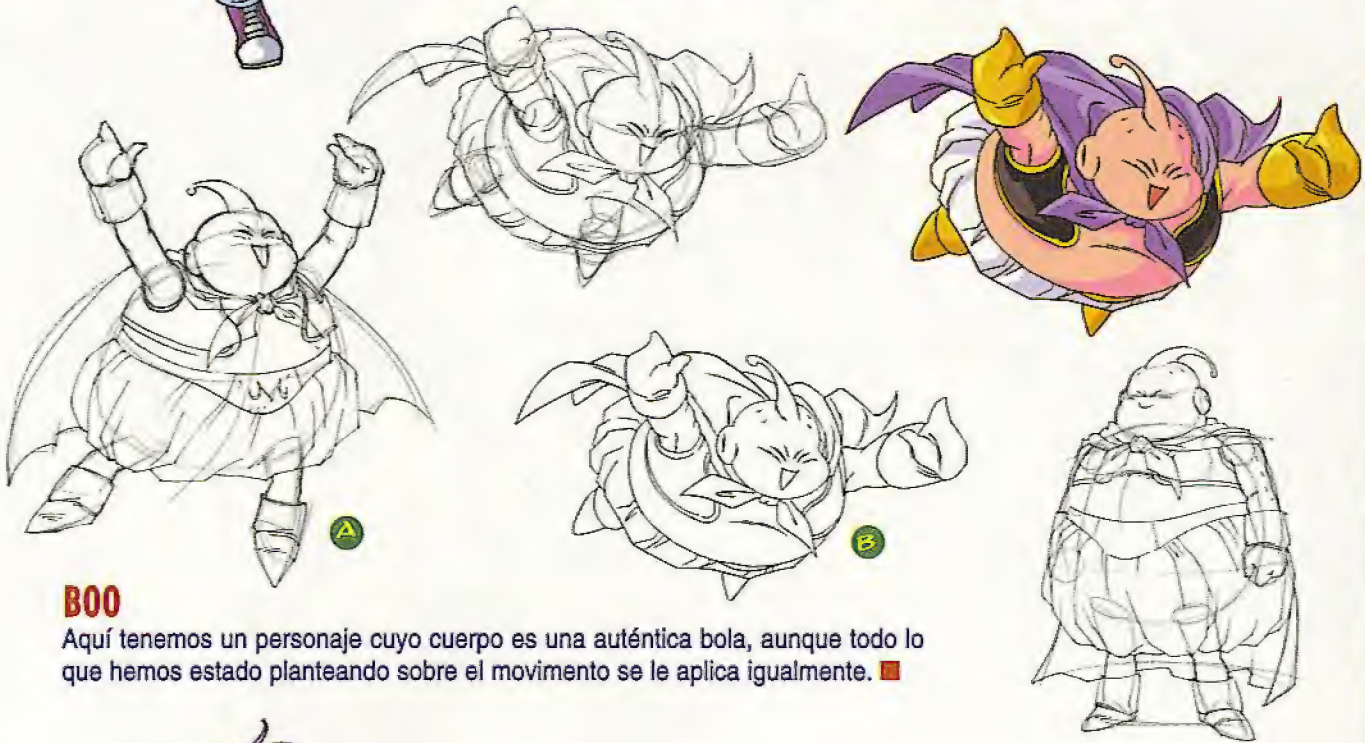 A
B
BOO
Aquí tenemos un personaje cuyo cuerpo es una auténtica bola, aunque todo lo
que hemos estado planteando sobre el movimento se le aplica igualmente.